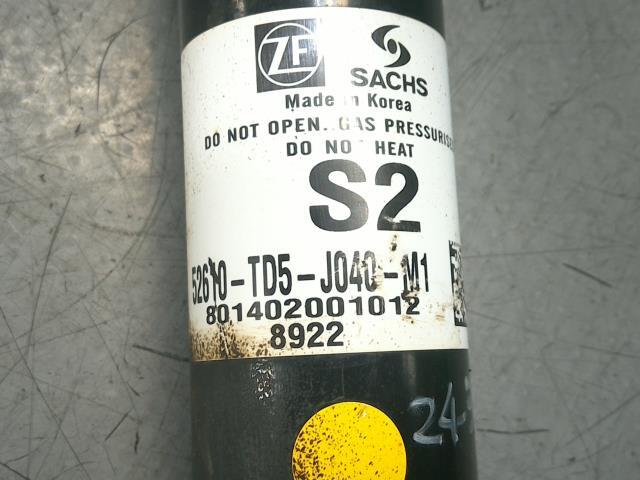 ZF SACHS
Made in Korea
DO NOT OPEN. GAS PRESSURISE
DO NOT HEAT
S2
52610-TD5-J040-M1
801402001012
8922
24-